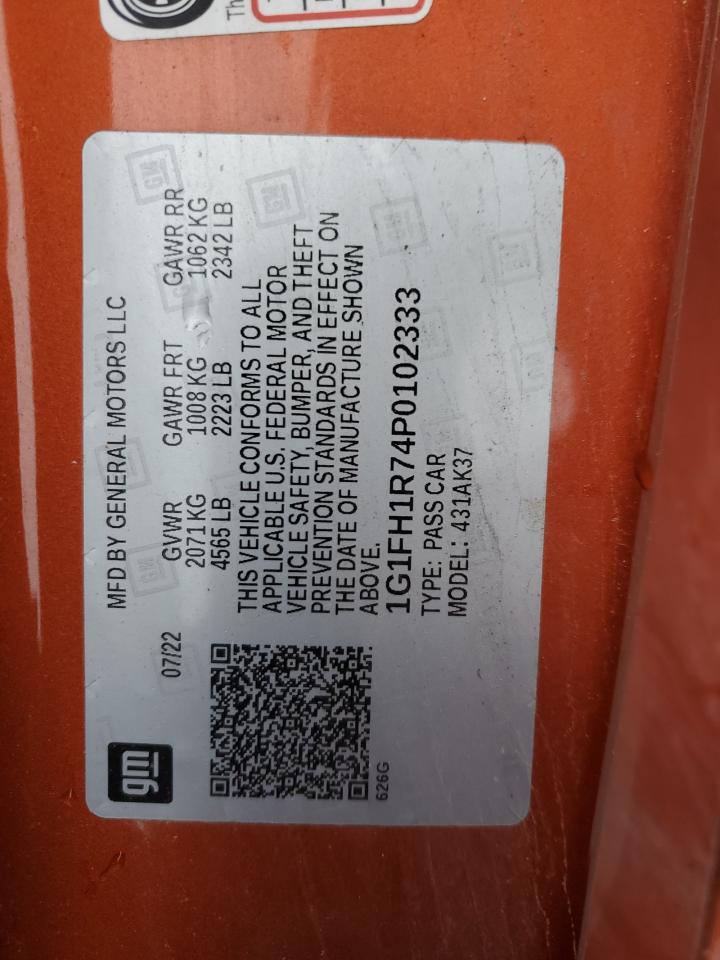 Th
gm
MFD BY GENERAL MOTORS LLC
07/22
GVWR GAWR FRT GAWR RR
2071 KG 1008 KG 1062 KG
4565 LB 2223 LB 2342 LB
THIS VEHICLE CONFORMS TO ALL
APPLICABLE U.S. FEDERAL MOTOR
VEHICLE SAFETY, BUMPER, AND THEFT
PREVENTION STANDARDS IN EFFECT ON
THE DATE OF MANUFACTURE SHOWN
ABOVE.
1G1FH1R74P0102333
TYPE: PASS CAR
MODEL: 431AK37
626G